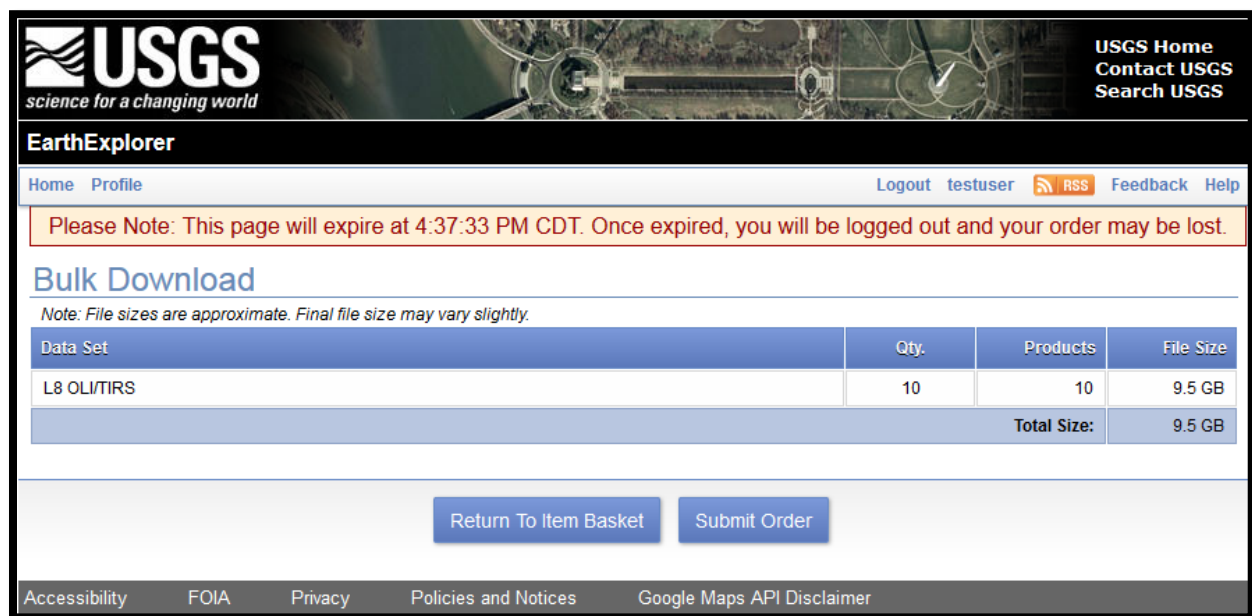 USGS
science for a changing world
USGS Home
Contact USGS
Search USGS
EarthExplorer
Home Profile Logout testuser RSS Feedback Help
Please Note: This page will expire at 4:37:33 PM CDT. Once expired, you will be logged out and your order may be lost.
Bulk Download
Note: File sizes are approximate. Final file size may vary slightly.
Data Set Qty. Products File Size
L8 OLI/TIRS 10 10 9.5 GB
Total Size: 9.5 GB
Return To Item Basket Submit Order
Accessibility FOIA Privacy Policies and Notices Google Maps API Disclaimer